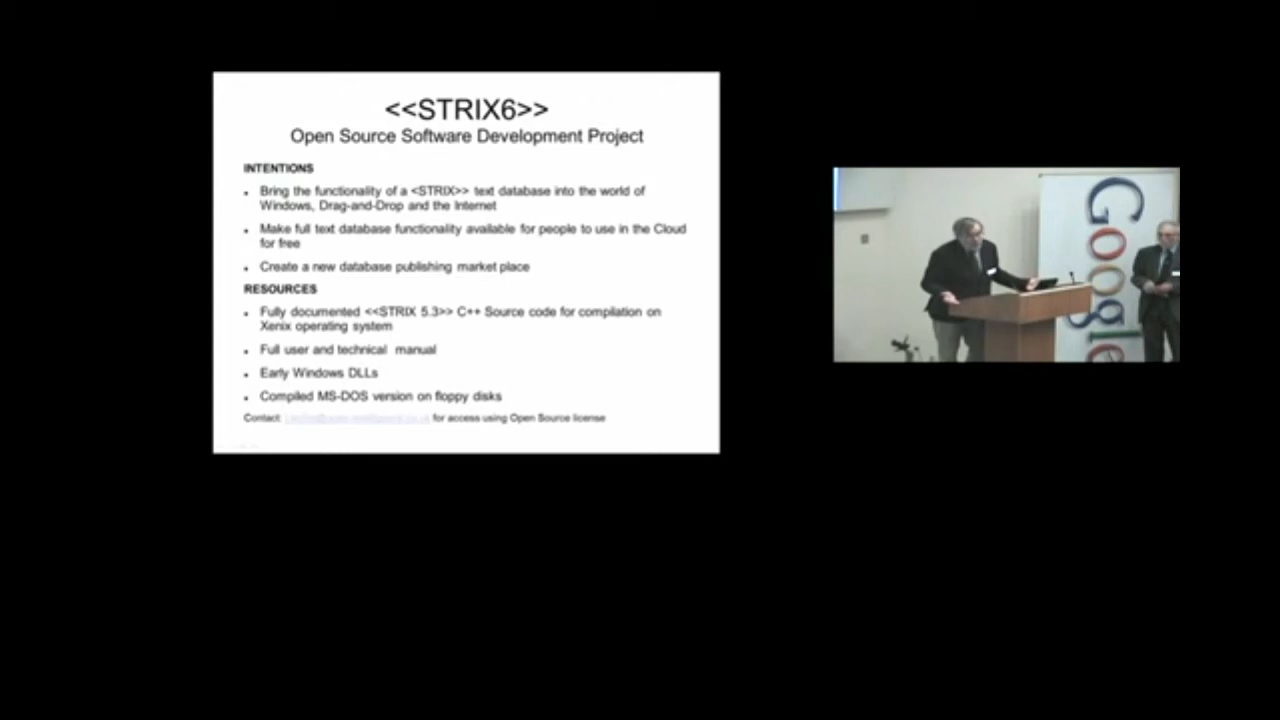 <<STRIX6>>
Open Source Software Development Project
INTENTIONS
• Bring the functionality of a <STRIX>> text database into the world of
Windows, Drag-and-Drop and the Internet
• Make full text database functionality available for people to use in the Cloud
for free
• Create a new database publishing market place
RESOURCES
• Fully documented <<STRIX 5.3>> C++ Source code for compilation on
Xenix operating system
• Full user and technical manual
• Early Windows DLLs
• Compiled MS-DOS version on floppy disks
Contact: for access using Open Source license
Google